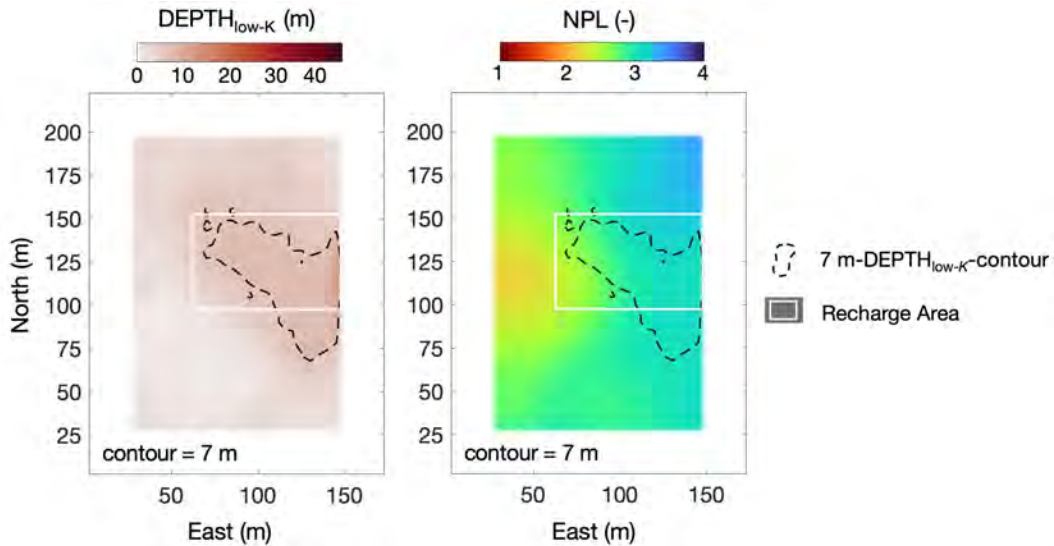 DEPTHlow-K (m)
0 10 20 30 40
NPL (-)
1 2 3 4
North (m)
200
175
150
125
100
75
50
25
contour = 7 m
50 100 150
East (m)
200
175
150
125
100
75
50
25
contour = 7 m
50 100 150
East (m)
7 m-DEPTHlow-K-contour
Recharge Area